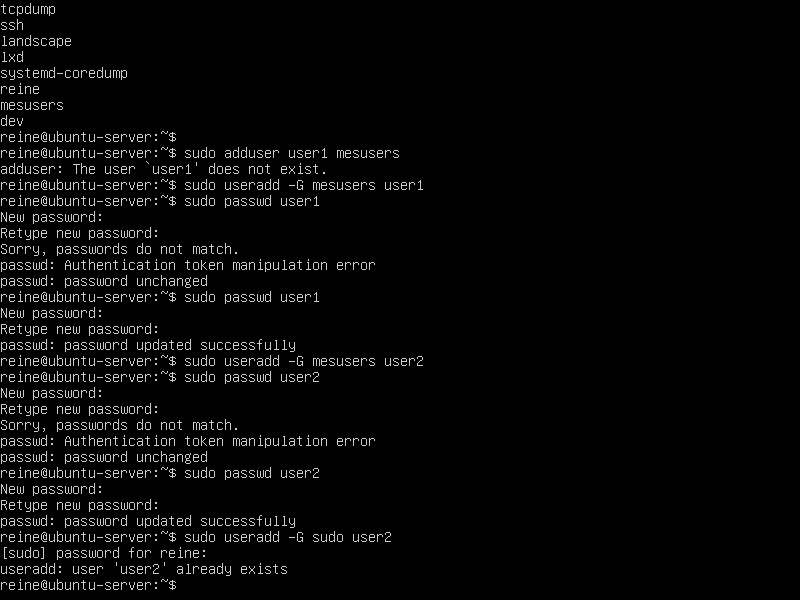 tcpdump
ssh
landscape
lxd
systemd-coredump
reine
mesusers
dev
reine@ubuntu-server:~$
reine@ubuntu-server:~$ sudo adduser user1 mesusers
adduser: The user `user1' does not exist.
reine@ubuntu-server:~$ sudo useradd -G mesusers user1
reine@ubuntu-server:~$ sudo passwd user1
New password:
Retype new password:
Sorry, passwords do not match.
passwd: Authentication token manipulation error
passwd: password unchanged
reine@ubuntu-server:~$ sudo passwd user1
New password:
Retype new password:
passwd: password updated successfully
reine@ubuntu-server:~$ sudo useradd -G mesusers user2
reine@ubuntu-server:~$ sudo passwd user2
New password:
Retype new password:
Sorry, passwords do not match.
passwd: Authentication token manipulation error
passwd: password unchanged
reine@ubuntu-server:~$ sudo passwd user2
New password:
Retype new password:
passwd: password updated successfully
reine@ubuntu-server:~$ sudo useradd -G sudo user2
[sudo] password for reine:
useradd: user 'user2' already exists
reine@ubuntu-server:~$